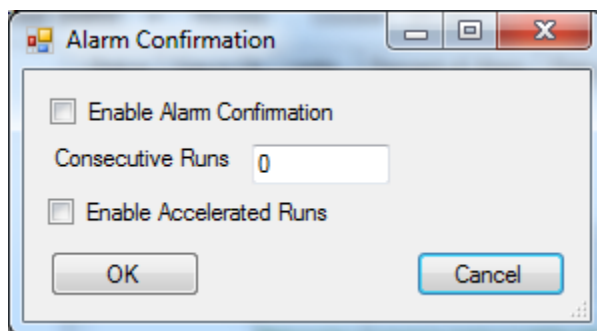 Alarm Confirmation
Enable Alarm Confirmation
Consecutive Runs 0
Enable Accelerated Runs
OK Cancel